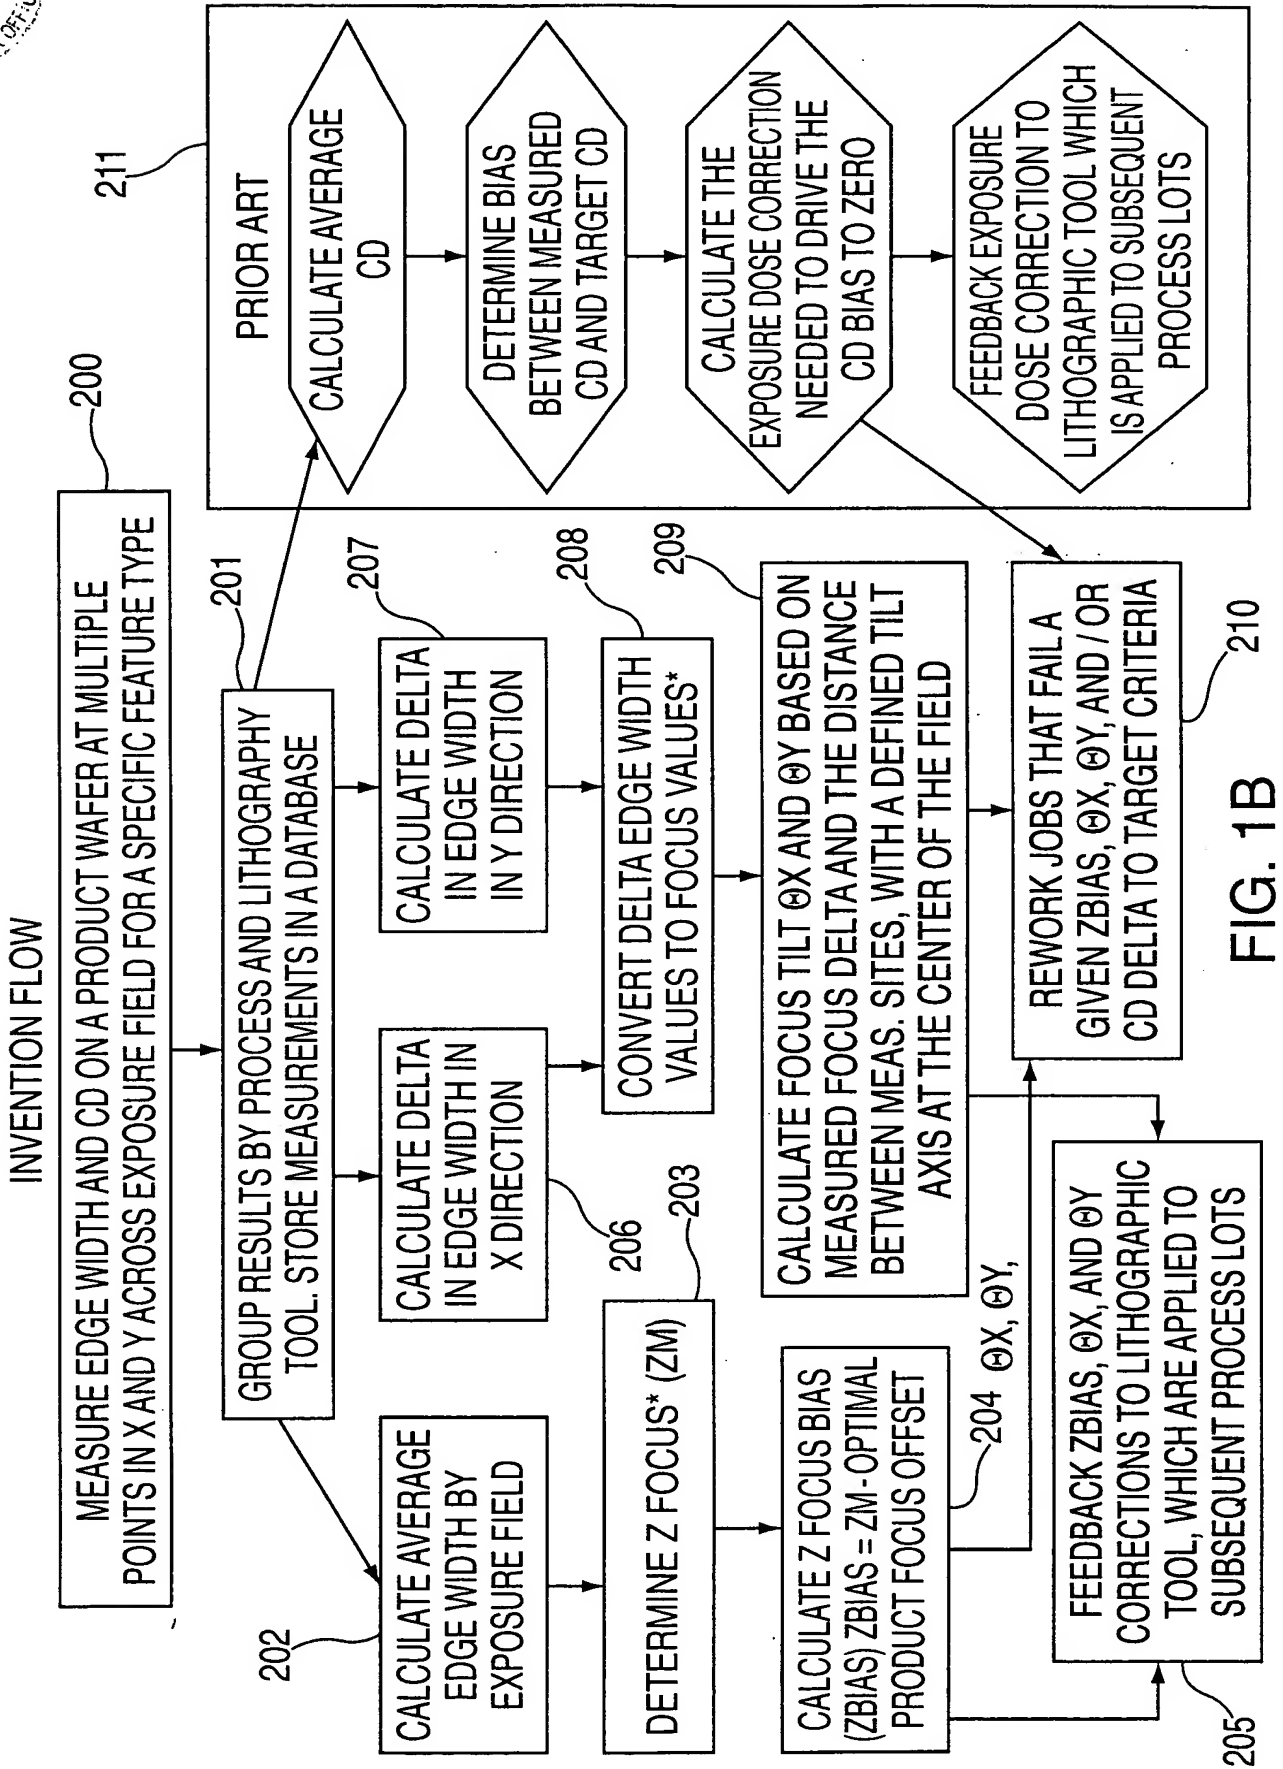 INVENTION FLOW
200
MEASURE EDGE WIDTH AND CD ON A PRODUCT WAFER AT MULTIPLE
POINTS IN X AND Y ACROSS EXPOSURE FIELD FOR A SPECIFIC FEATURE TYPE
201
GROUP RESULTS BY PROCESS AND LITHOGRAPHY
TOOL. STORE MEASUREMENTS IN A DATABASE
202
CALCULATE AVERAGE
EDGE WIDTH BY
EXPOSURE FIELD
CALCULATE DELTA
IN EDGE WIDTH IN
X DIRECTION
206
207
CALCULATE DELTA
IN EDGE WIDTH
IN Y DIRECTION
203
DETERMINE Z FOCUS* (ZM)
208
CONVERT DELTA EDGE WIDTH
VALUES TO FOCUS VALUES*
CALCULATE Z FOCUS BIAS
(ZBIAS) ZBIAS = ZM - OPTIMAL
PRODUCT FOCUS OFFSET
204
ΘX, ΘY,
209
CALCULATE FOCUS TILT ΘX AND ΘY BASED ON
MEASURED FOCUS DELTA AND THE DISTANCE
BETWEEN MEAS. SITES, WITH A DEFINED TILT
AXIS AT THE CENTER OF THE FIELD
FEEDBACK ZBIAS, ΘX, AND ΘY
CORRECTIONS TO LITHOGRAPHIC
TOOL, WHICH ARE APPLIED TO
SUBSEQUENT PROCESS LOTS
205
REWORK JOBS THAT FAIL A
GIVEN ZBIAS, ΘX, ΘY, AND / OR
CD DELTA TO TARGET CRITERIA
210
211
PRIOR ART
CALCULATE AVERAGE
CD
DETERMINE BIAS
BETWEEN MEASURED
CD AND TARGET CD
CALCULATE THE
EXPOSURE DOSE CORRECTION
NEEDED TO DRIVE THE
CD BIAS TO ZERO
FEEDBACK EXPOSURE
DOSE CORRECTION TO
LITHOGRAPHIC TOOL WHICH
IS APPLIED TO SUBSEQUENT
PROCESS LOTS
FIG. 1B